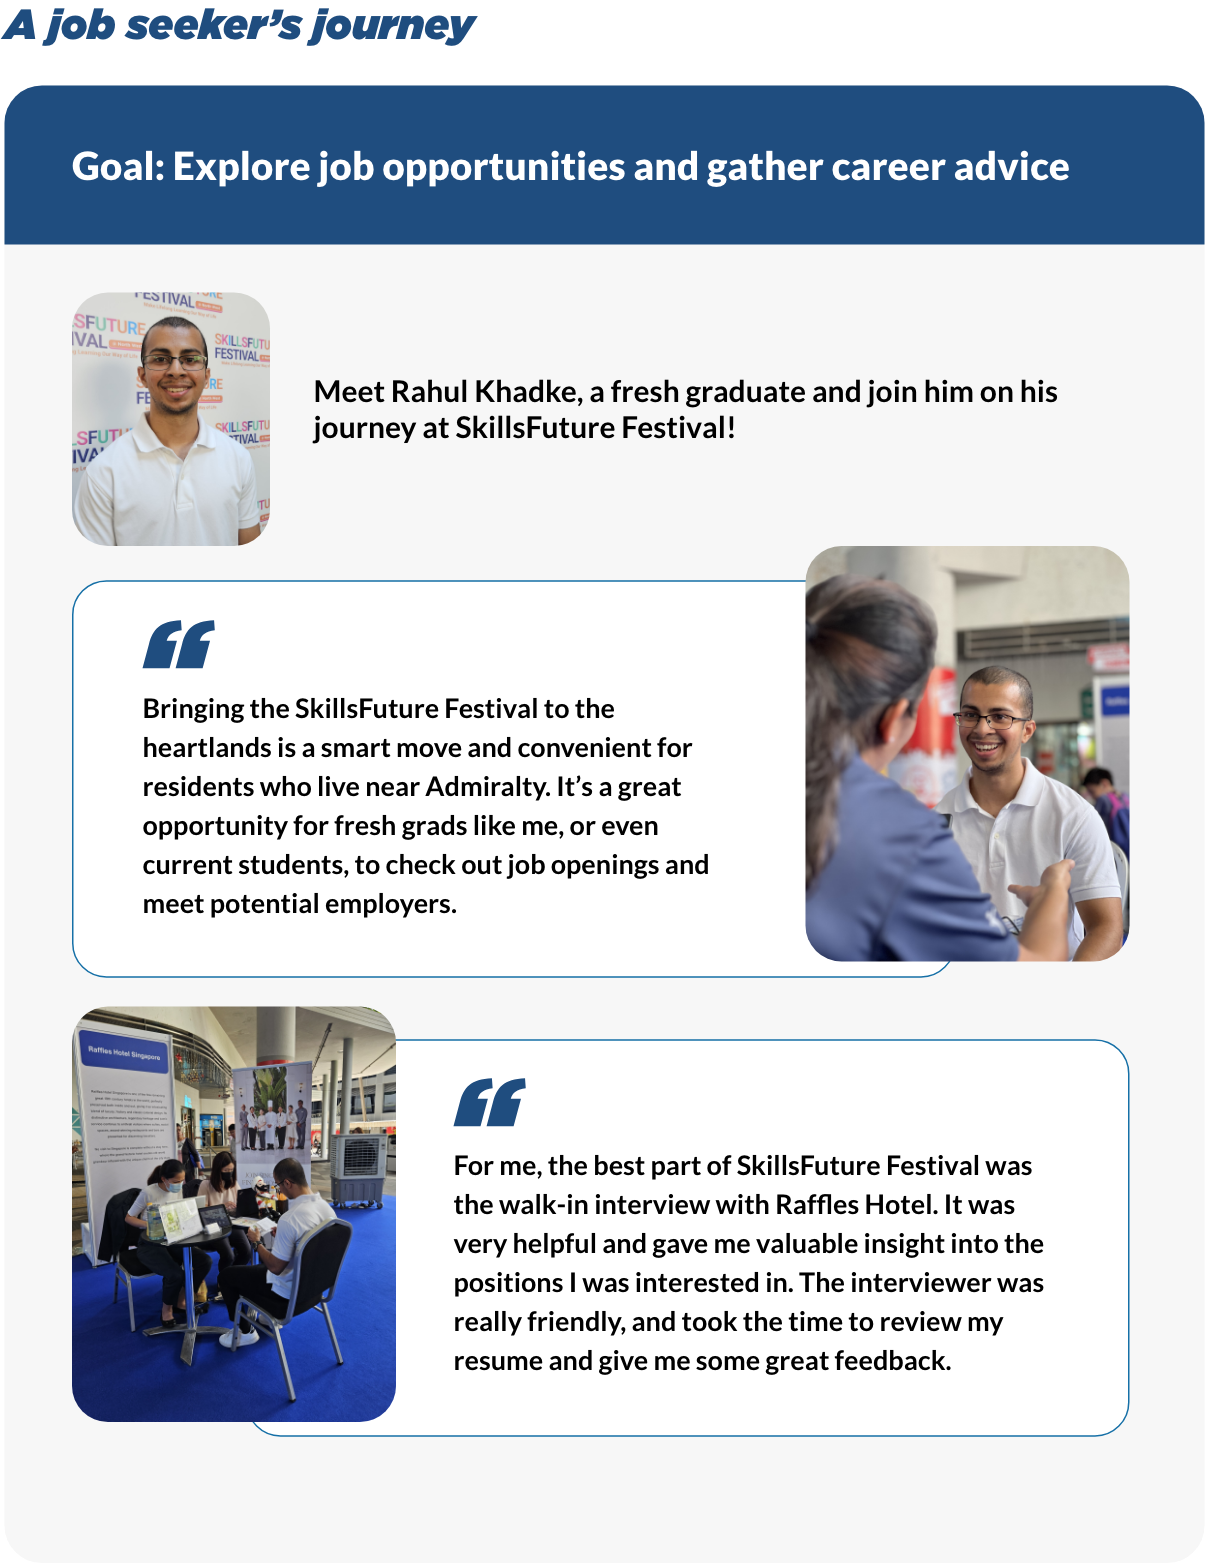 A job seeker’s journey
Goal: Explore job opportunities and gather career advice
FESTIVAL
SKILLSFUTURE
FESTIVAL
Meet Rahul Khadke, a fresh graduate and join him on his
journey at SkillsFuture Festival!
“
Bringing the SkillsFuture Festival to the
heartlands is a smart move and convenient for
residents who live near Admiralty. It’s a great
opportunity for fresh grads like me, or even
current students, to check out job openings and
meet potential employers.
Raffles Hotel Singapore
“
For me, the best part of SkillsFuture Festival was
the walk-in interview with Raffles Hotel. It was
very helpful and gave me valuable insight into the
positions I was interested in. The interviewer was
really friendly, and took the time to review my
resume and give me some great feedback.